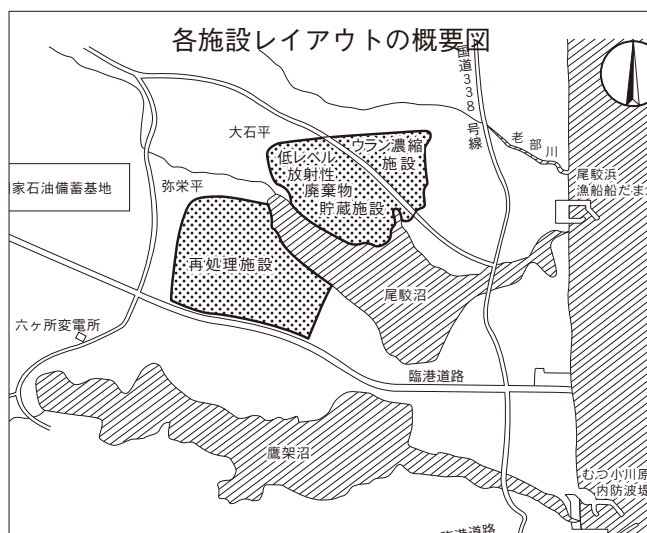 各施設レイアウトの概要図
国道338号線
老部川
大石平
ウラン濃縮
施設
低レベル
放射性
廃棄物
貯蔵施設
弥栄平
家石油備蓄基地
尾駮浜
漁船船だま
再処理施設
尾駮沼
六ヶ所変電所
臨港道路
鷹架沼
むつ小川原
内防波堤
臨港道路